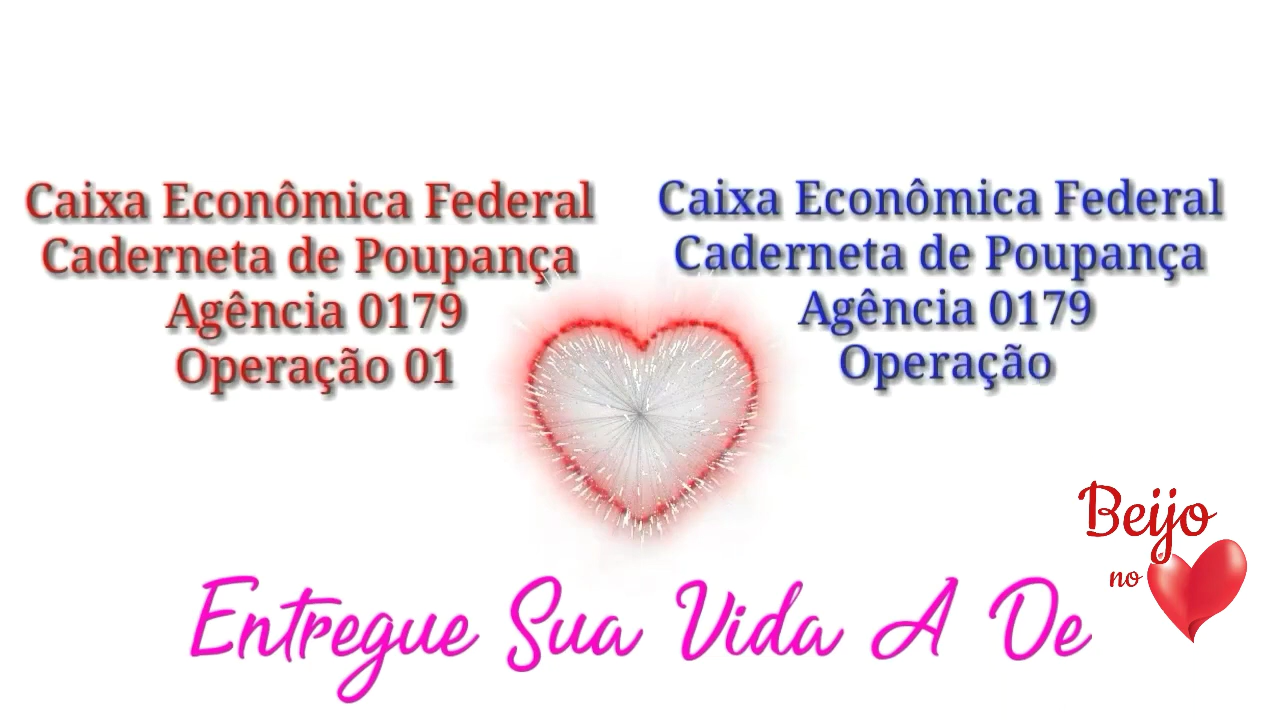 Caixa Econômica Federal
Caderneta de Poupança
Agência 0179
Operação 01
Caixa Econômica Federal
Caderneta de Poupança
Agência 0179
Operação
Beijo
no
Entregue Sua Vida A De